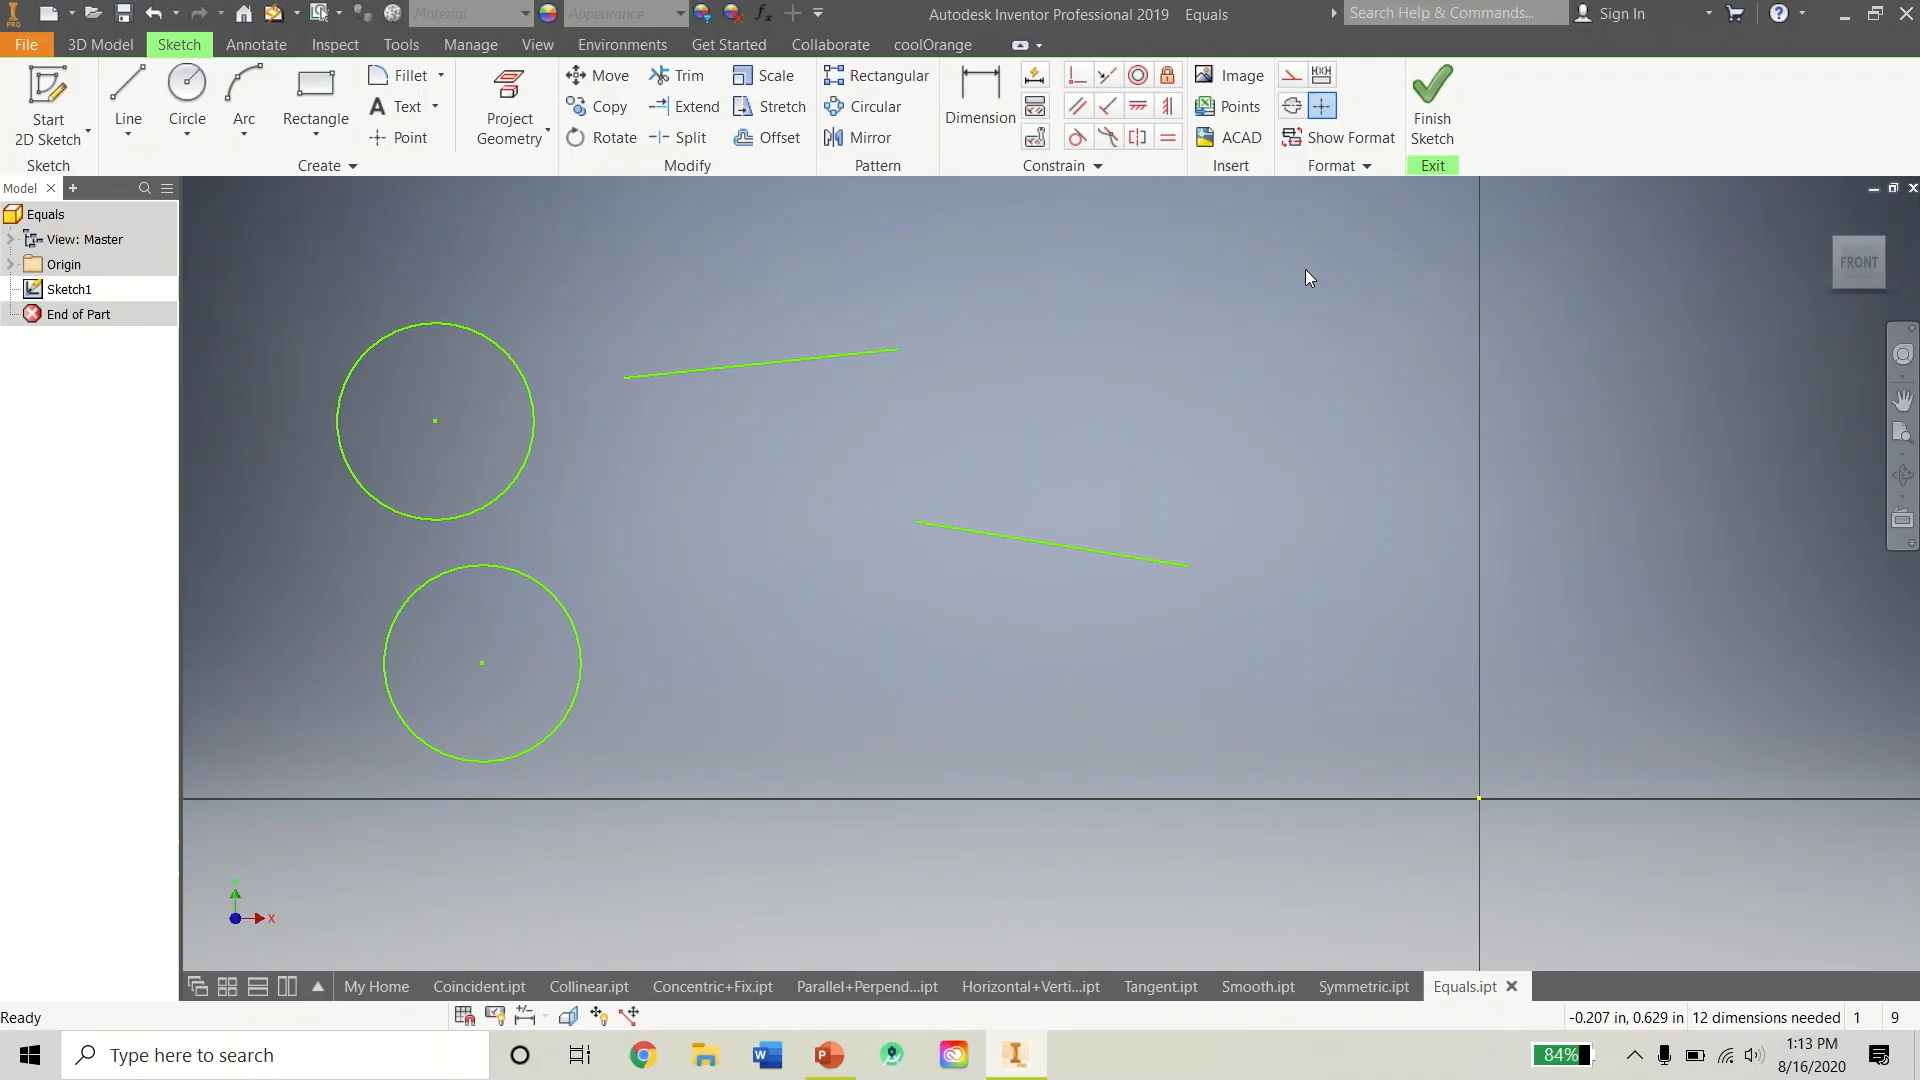 PRO
Material
Appearance
Autodesk Inventor Professional 2019 Equals
Search Help & Commands...
Sign In
File 3D Model Sketch Annotate Inspect Tools Manage View Environments Get Started Collaborate coolOrange
Start
2D Sketch
Sketch
Line
Circle
Arc
Rectangle
Fillet
Text
Point
Create
Project
Geometry
Move
Copy
Rotate
Trim
Extend
Split
Scale
Stretch
Offset
Modify
Rectangular
Circular
Mirror
Pattern
Dimension
Constrain
Image
Points
ACAD
Insert
Show Format
Format
Finish
Sketch
Exit
Model
Equals
View: Master
Origin
Sketch1
End of Part
FRONT
Y
X
My Home Coincident.ipt Collinear.ipt Concentric+Fix.ipt Parallel+Perpend...ipt Horizontal+Verti...ipt Tangent.ipt Smooth.ipt Symmetric.ipt Equals.ipt
Ready
-0.207 in, 0.629 in 12 dimensions needed 1 9
Type here to search
84%
1:13 PM
8/16/2020